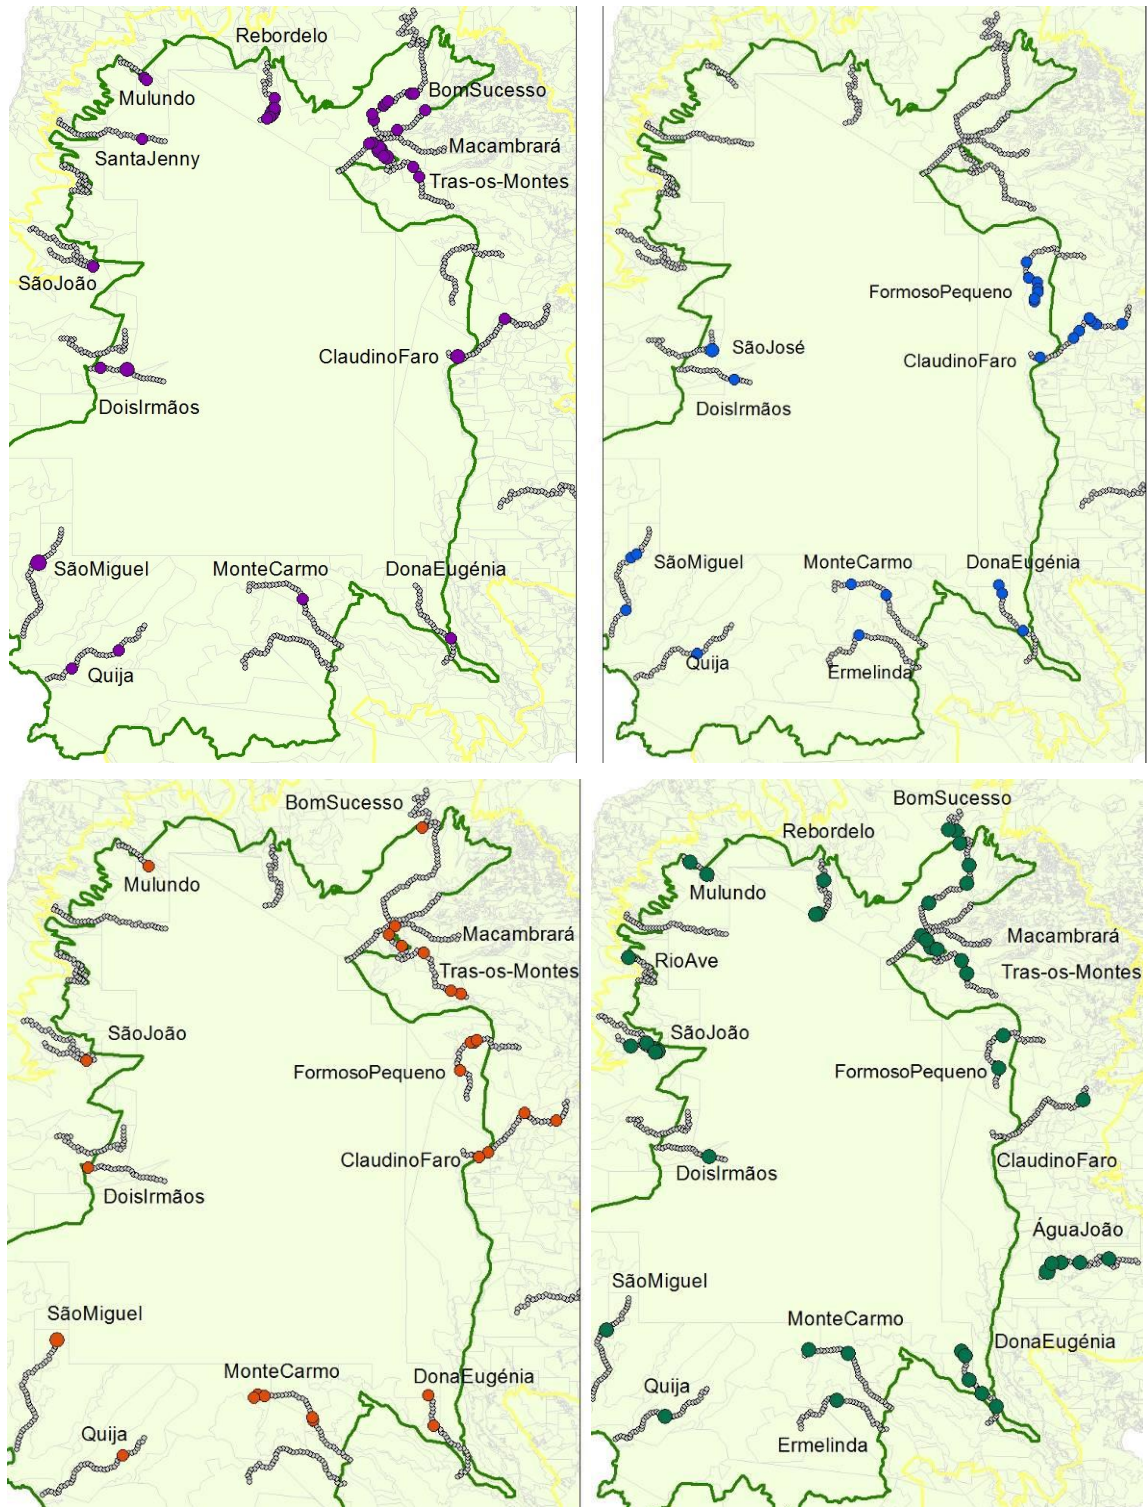 Rebordelo
Mulundo
BomSucesso
SantaJenny
Macambrará
Tras-os-Montes
SãoJoão
ClaudinoFaro
DoisIrmãos
SãoMiguel
MonteCarmo
DonaEugénia
Quija
FormosoPequeno
SãoJosé
ClaudinoFaro
DoisIrmãos
SãoMiguel
MonteCarmo
DonaEugénia
Quija
Ermelinda
BomSucesso
Mulundo
Macambrará
Tras-os-Montes
SãoJoão
FormosoPequeno
ClaudinoFaro
DoisIrmãos
SãoMiguel
MonteCarmo
DonaEugénia
Quija
BomSucesso
Rebordelo
Mulundo
Macambrará
RioAve
Tras-os-Montes
SãoJoão
FormosoPequeno
ClaudinoFaro
DoisIrmãos
ÁguaJoão
SãoMiguel
MonteCarmo
DonaEugénia
Quija
Ermelinda